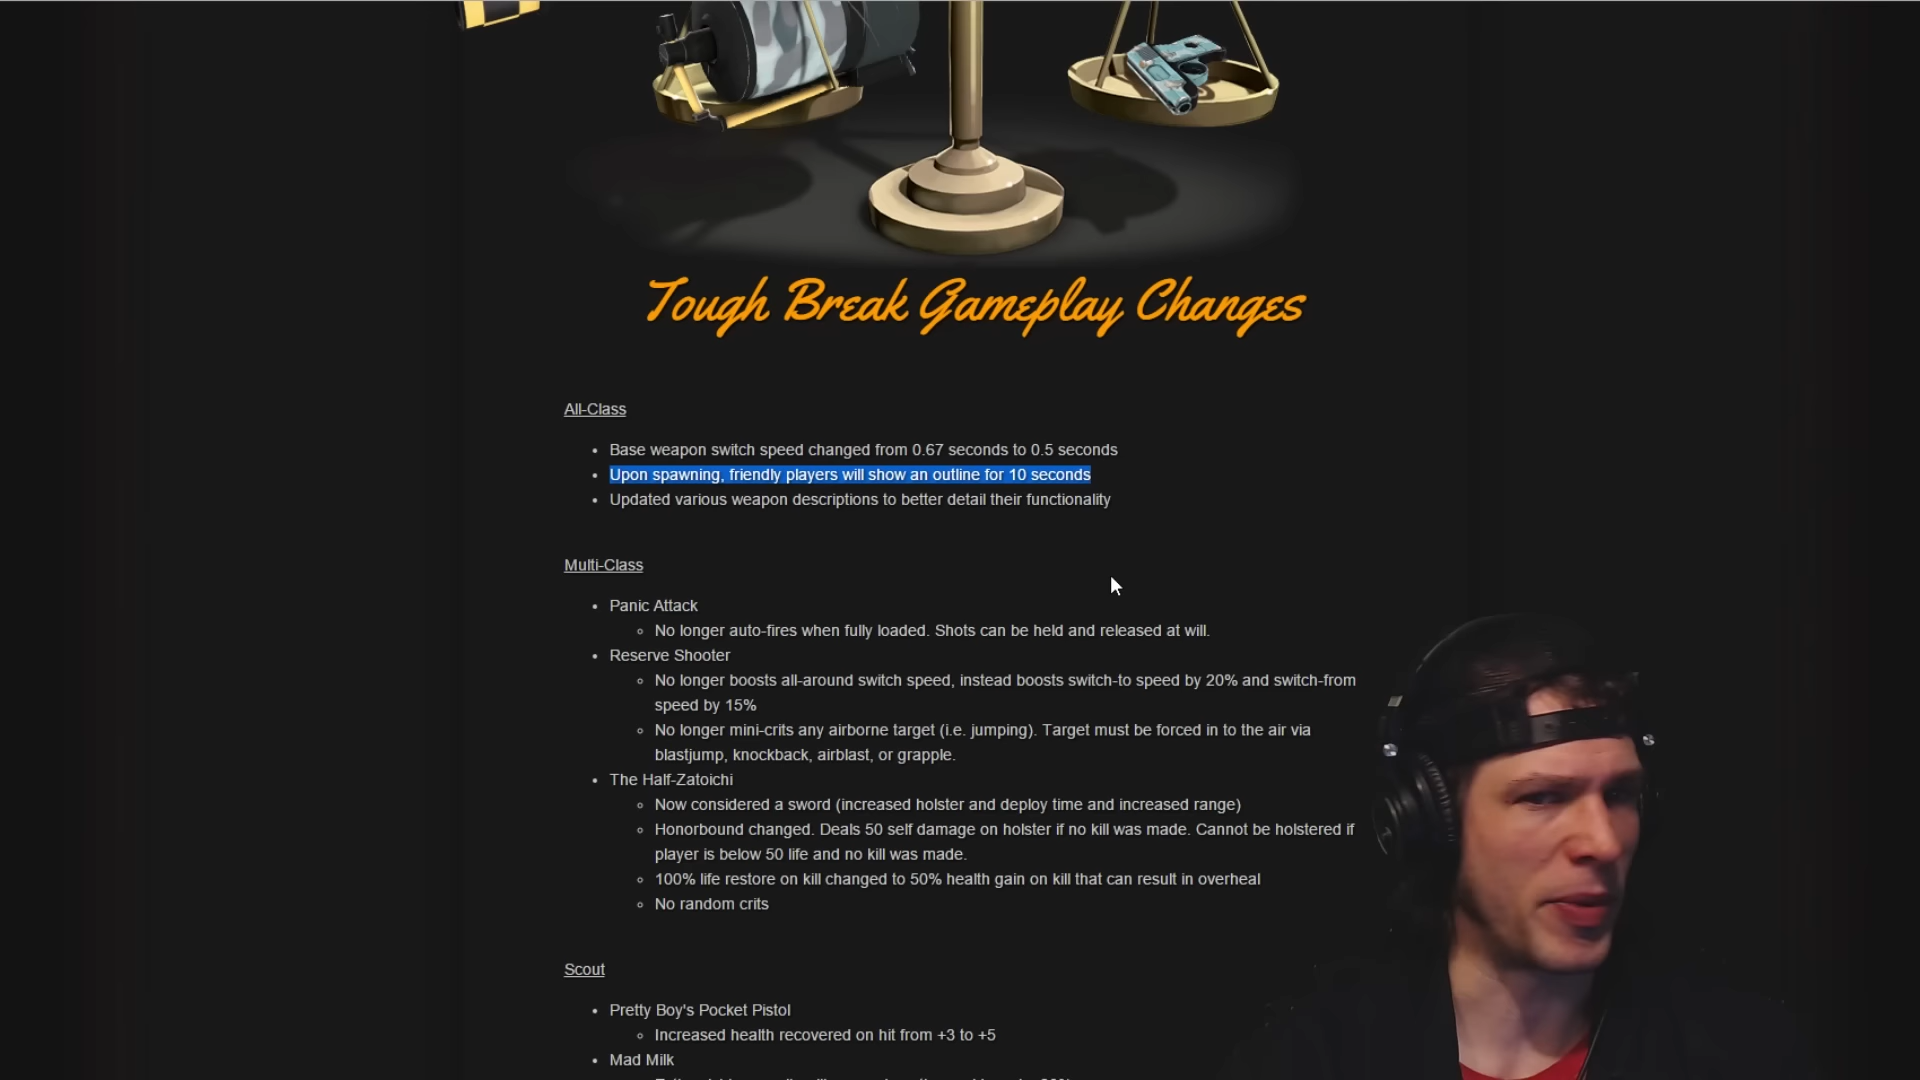 Tough Break Gameplay Changes
All-Class
Base weapon switch speed changed from 0.67 seconds to 0.5 seconds
Upon spawning, friendly players will show an outline for 10 seconds
Updated various weapon descriptions to better detail their functionality
Multi-Class
Panic Attack
No longer auto-fires when fully loaded. Shots can be held and released at will.
Reserve Shooter
No longer boosts all-around switch speed, instead boosts switch-to speed by 20% and switch-from
speed by 15%
No longer mini-crits any airborne target (i.e. jumping). Target must be forced in to the air via
blastjump, knockback, airblast, or grapple.
The Half-Zatoichi
Now considered a sword (increased holster and deploy time and increased range)
Honorbound changed. Deals 50 self damage on holster if no kill was made. Cannot be holstered if
player is below 50 life and no kill was made.
100% life restore on kill changed to 50% health gain on kill that can result in overheal
No random crits
Scout
Pretty Boy's Pocket Pistol
Increased health recovered on hit from +3 to +5
Mad Milk